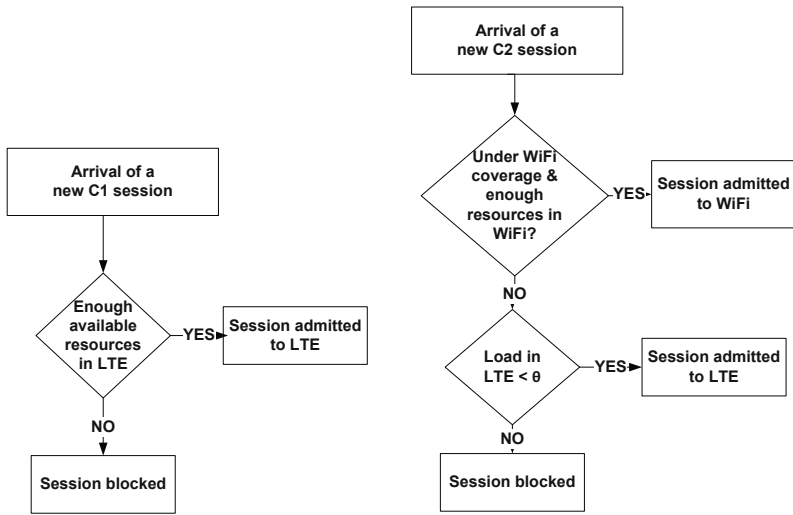 Arrival of a
new C1 session
Enough
available
resources
in LTE
YES
Session admitted
to LTE
NO
Session blocked
Arrival of a
new C2 session
Under WiFi
coverage &
enough
resources in
WiFi?
YES
Session admitted
to WiFi
NO
Load in
LTE < θ
YES
Session admitted
to LTE
NO
Session blocked